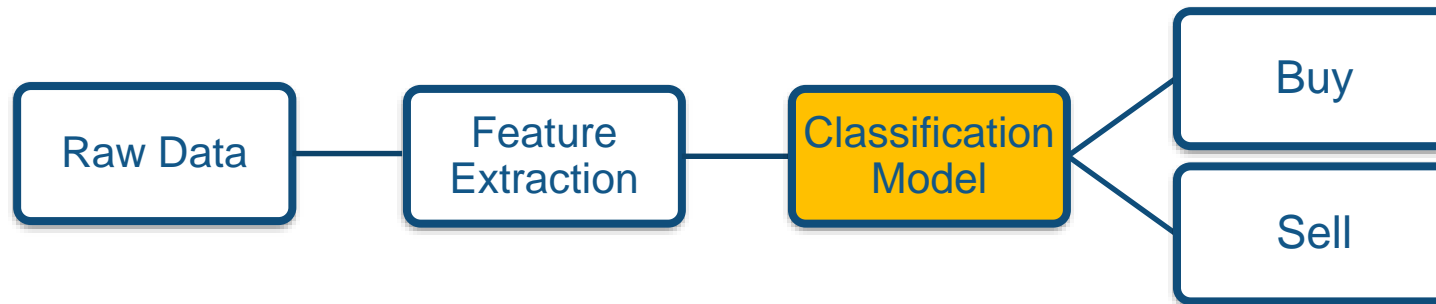 Raw Data
Feature
Extraction
Classification
Model
Buy
Sell